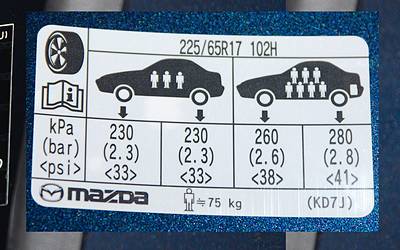 225/65R17 102H
kPa 230 230 260 280
(bar) (2.3) (2.3) (2.6) (2.8)
<psi> <33> <33> <38> <41>
mazda ≒75 kg (KD7J)